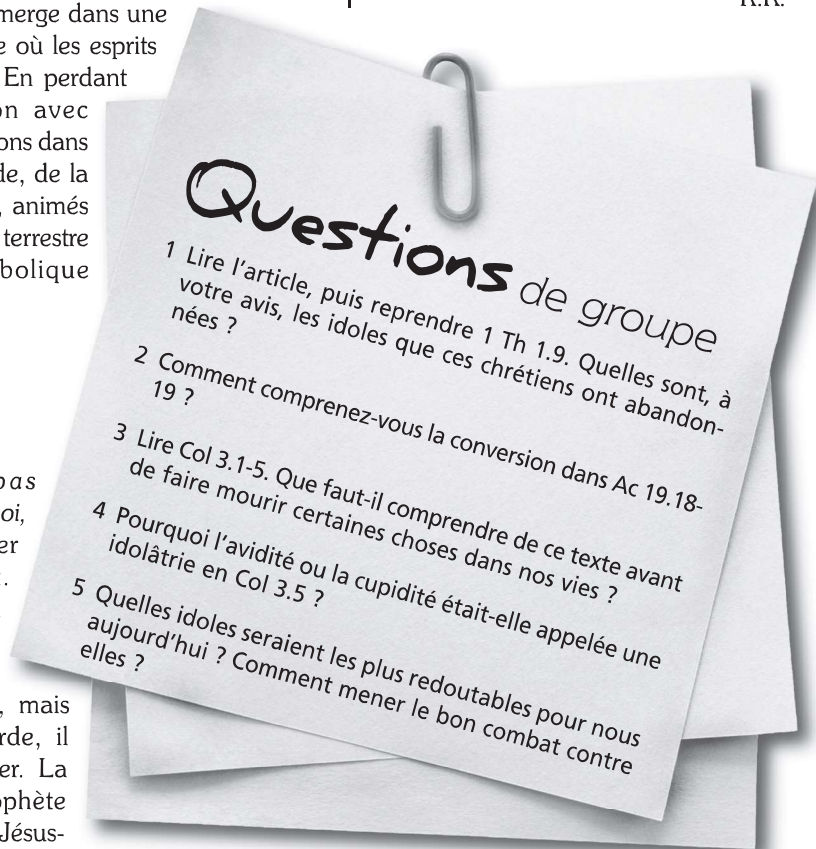 merge dans une
e où les esprits
En perdant
on avec
ons dans
de, de la
, animés
terrestre
bolique
pas
oi,
er
, mais
rde, il
er. La
ophète
Jésus-
R.R.
Questions de groupe
1 Lire l'article, puis reprendre 1 Th 1.9. Quelles sont, à
votre avis, les idoles que ces chrétiens ont abandon-
nées ?
2 Comment comprenez-vous la conversion dans Ac 19.18-
19 ?
3 Lire Col 3.1-5. Que faut-il comprendre de ce texte avant
de faire mourir certaines choses dans nos vies ?
4 Pourquoi l'avidité ou la cupidité était-elle appelée une
idolâtrie en Col 3.5 ?
5 Quelles idoles seraient les plus redoutables pour nous
aujourd'hui ? Comment mener le bon combat contre
elles ?